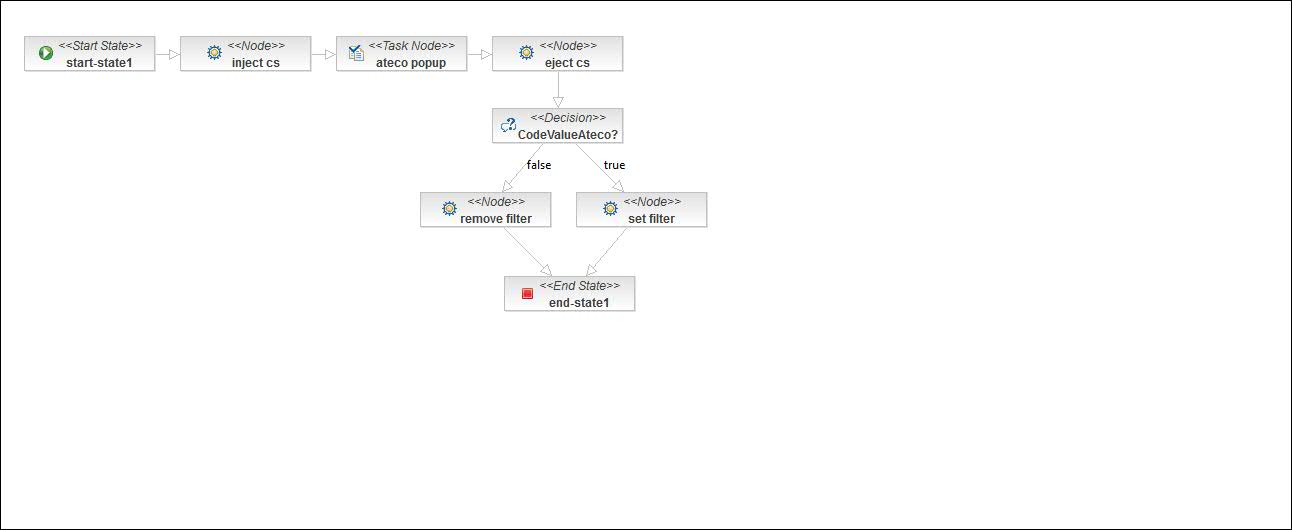 <<Start State>>
start-state1
<<Node>>
inject cs
<<Task Node>>
ateco popup
<<Node>>
eject cs
<<Decision>>
CodeValueAteco?
false
true
<<Node>>
remove filter
<<Node>>
set filter
<<End State>>
end-state1